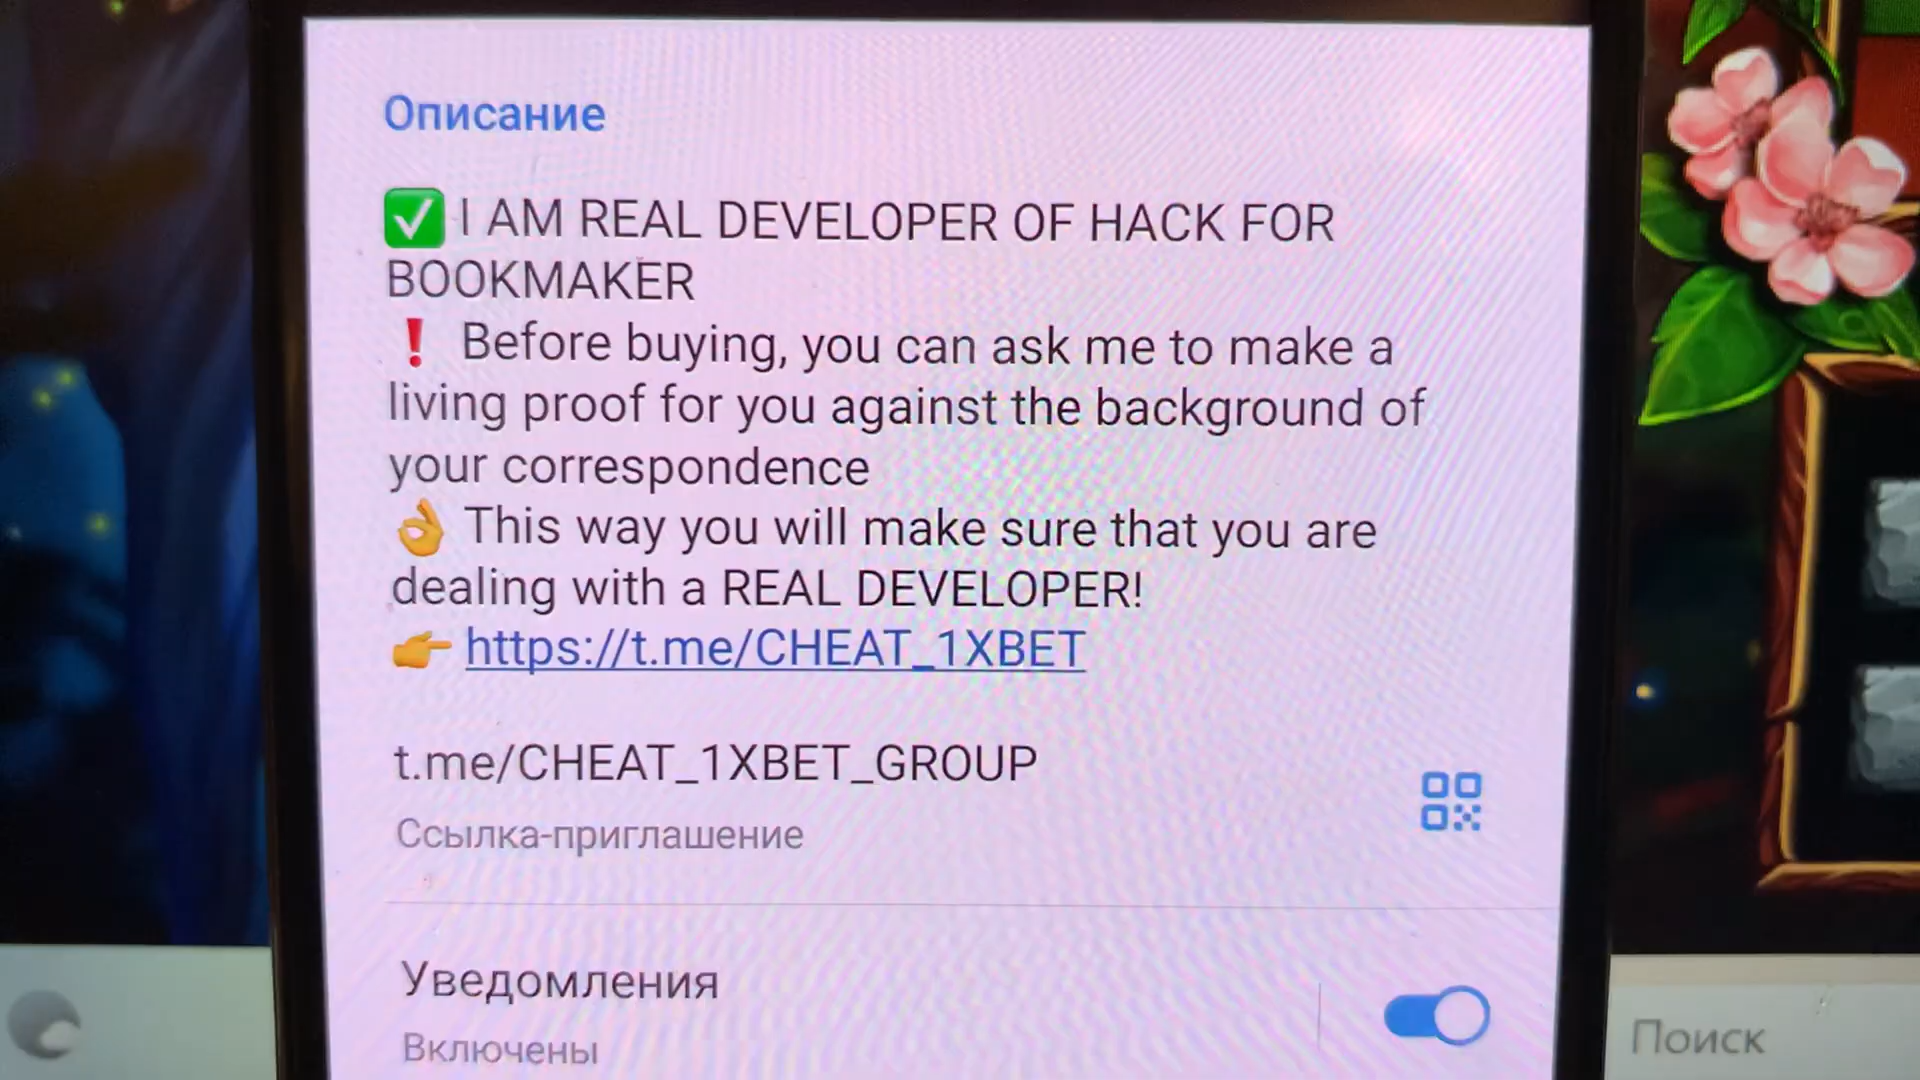 Описание
✅ I AM REAL DEVELOPER OF HACK FOR
BOOKMAKER
❗ Before buying, you can ask me to make a
living proof for you against the background of
your correspondence
👌 This way you will make sure that you are
dealing with a REAL DEVELOPER!
👉 https://t.me/CHEAT_1XBET
t.me/CHEAT_1XBET_GROUP
Ссылка-приглашение
Уведомления
Включены
Поиск